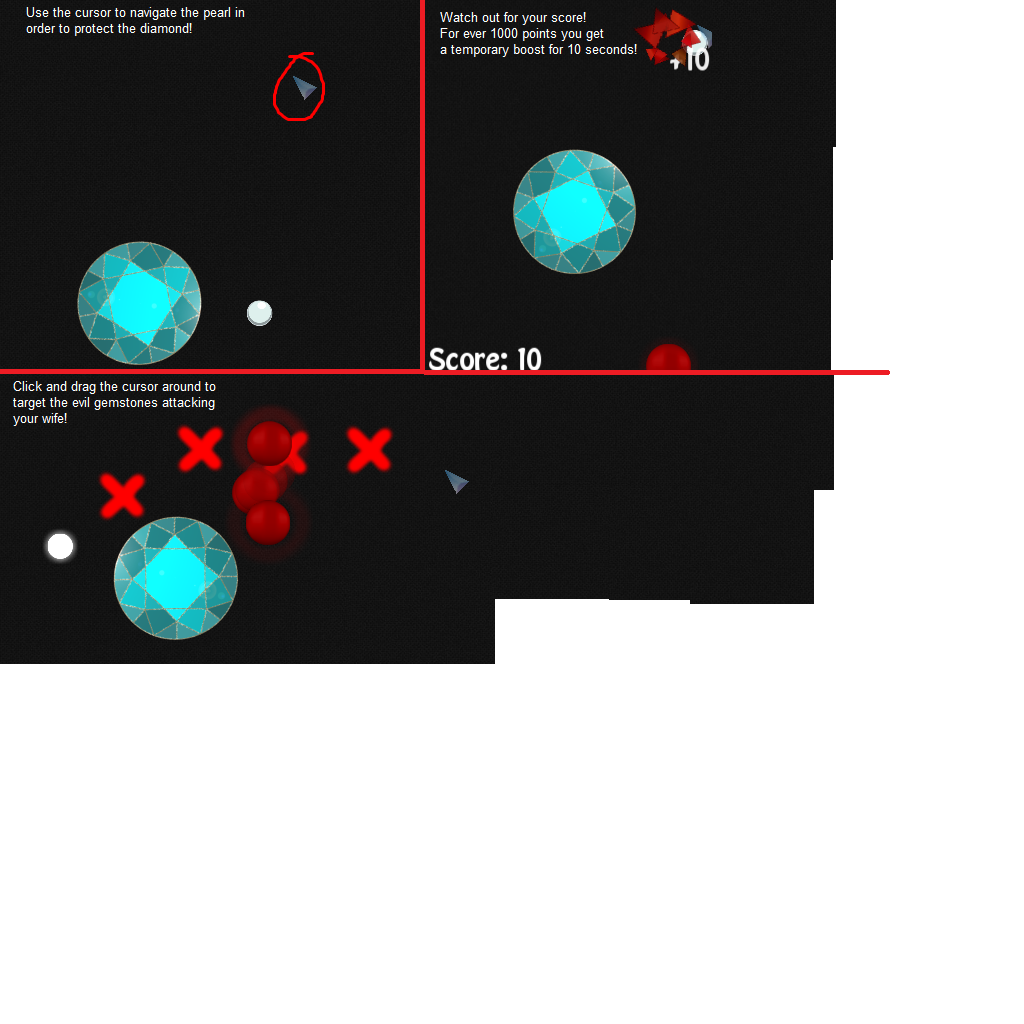 Use the cursor to navigate the pearl in
order to protect the diamond!
Watch out for your score!
For ever 1000 points you get
a temporary boost for 10 seconds!
+10
Score: 10
Click and drag the cursor around to
target the evil gemstones attacking
your wife!